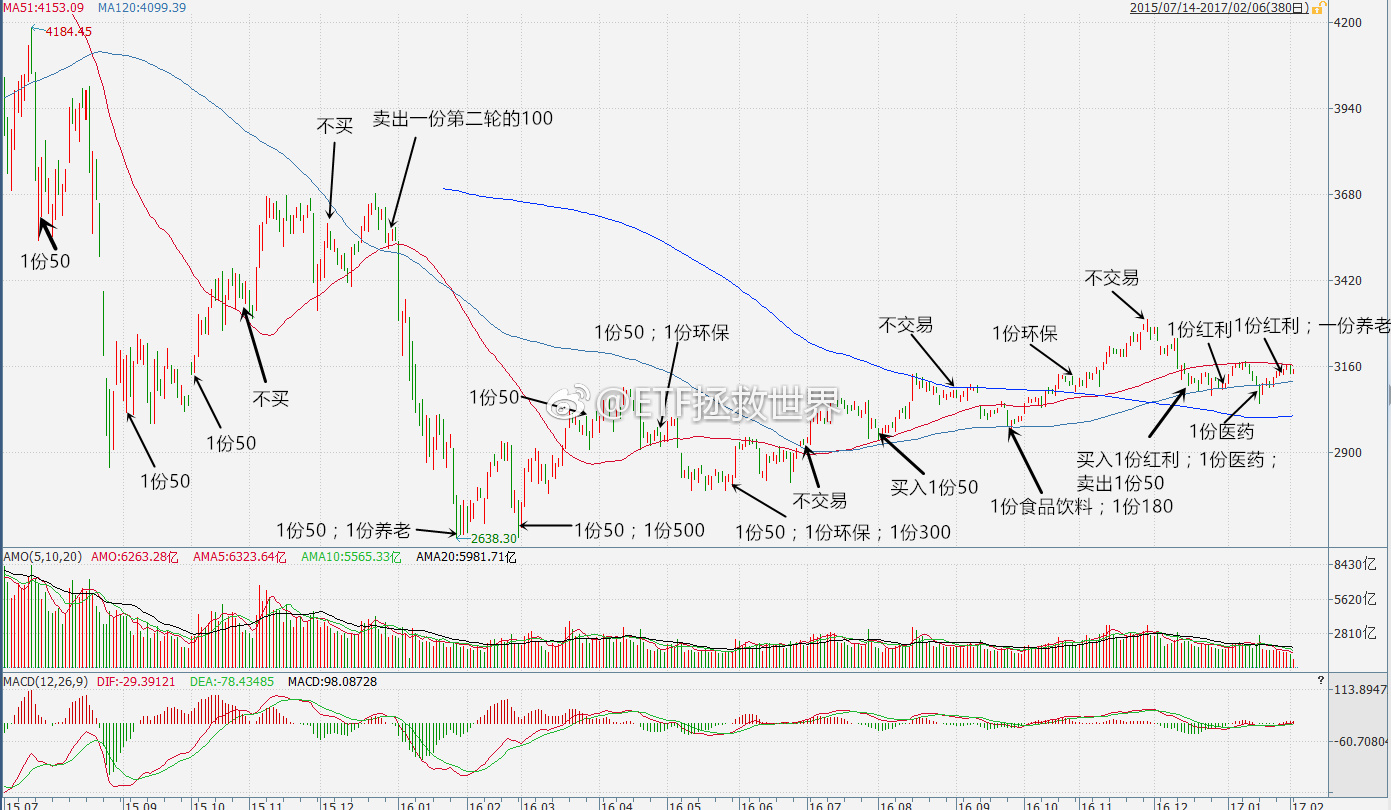 MA51:4153.09 MA120:4099.39 2015/07/14-2017/02/06(380日)
4200
4184.45
3940
不买 卖出一份第二轮的100
3680
1份50
3420
不交易
1份50；1份环保 不交易 1份环保 1份红利 1份红利；一份养老
3160
不买
1份50
@ETF拯救世界
1份50
1份医药
2900
买入1份红利；1份医药；
卖出1份50
1份50
买入1份50
不交易
1份食品饮料；1份180
1份50；1份养老
2638.30
1份50；1份500
1份50；1份环保；1份300
AMO(5,10,20) AMO:6263.28亿 AMA5:6323.64亿 AMA10:5565.33亿 AMA20:5981.71亿
8430亿
5620亿
2810亿
MACD(12,26,9) DIF:-29.39121 DEA:-78.43485 MACD:98.08728 ?
113.8947
-60.70804
15.07 15.09 15.10 15.11 15.12 16.01 16.02 16.03 16.04 16.05 16.06 16.07 16.08 16.09 16.10 16.11 16.12 17.01 17.02